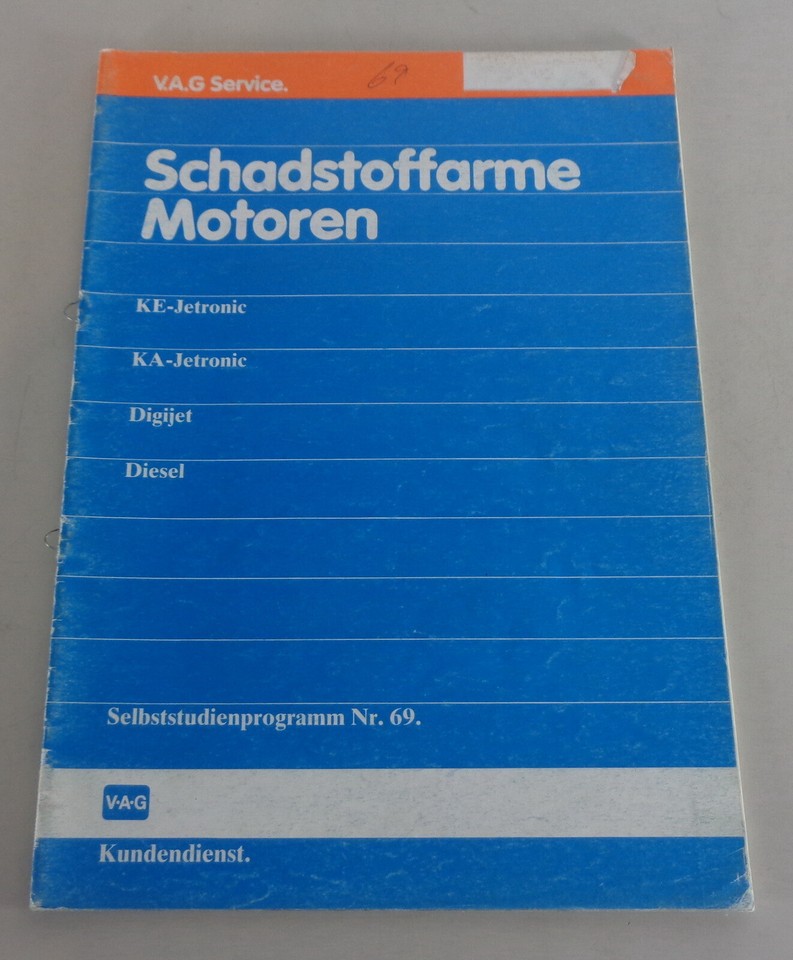 V.A.G Service.
69
Schadstoffarme
Motoren
KE-Jetronic
KA-Jetronic
Digijet
Diesel
Selbststudienprogramm Nr. 69.
V·A·G
Kundendienst.